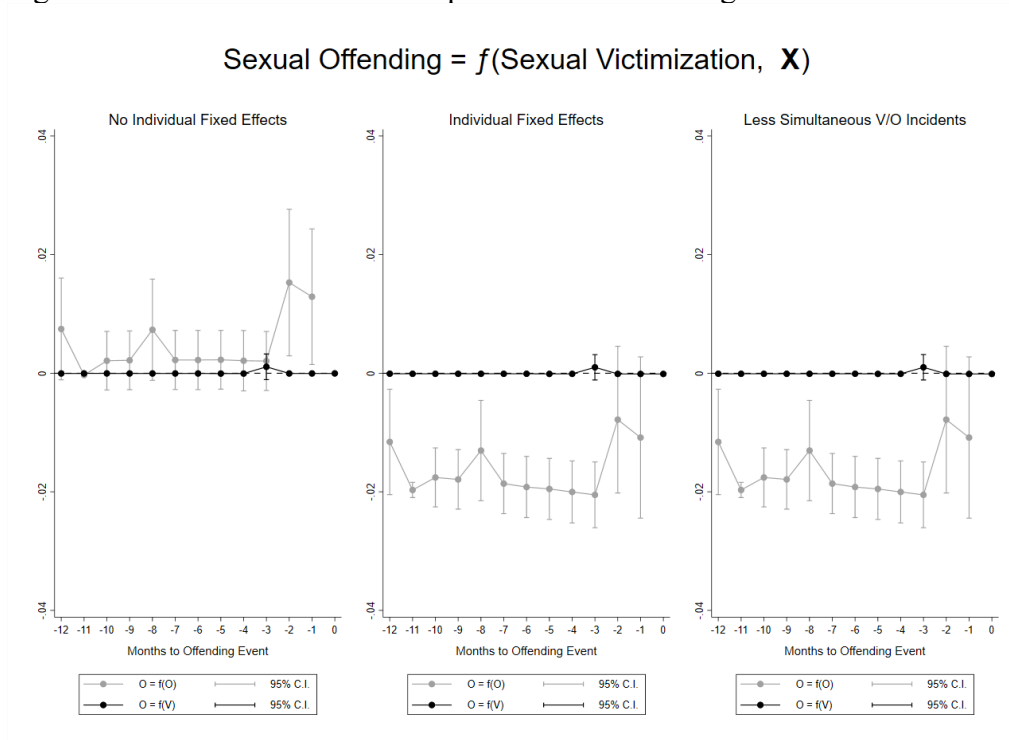 Sexual Offending = f(Sexual Victimization, X)
No Individual Fixed Effects
.04
.02
0
-.02
-.04
-12 -11 -10 -9 -8 -7 -6 -5 -4 -3 -2 -1 0
Months to Offending Event
O = f(O) 95% C.I.
O = f(V) 95% C.I.
Individual Fixed Effects
.04
.02
0
-.02
-.04
-12 -11 -10 -9 -8 -7 -6 -5 -4 -3 -2 -1 0
Months to Offending Event
O = f(O) 95% C.I.
O = f(V) 95% C.I.
Less Simultaneous V/O Incidents
.04
.02
0
-.02
-.04
-12 -11 -10 -9 -8 -7 -6 -5 -4 -3 -2 -1 0
Months to Offending Event
O = f(O) 95% C.I.
O = f(V) 95% C.I.